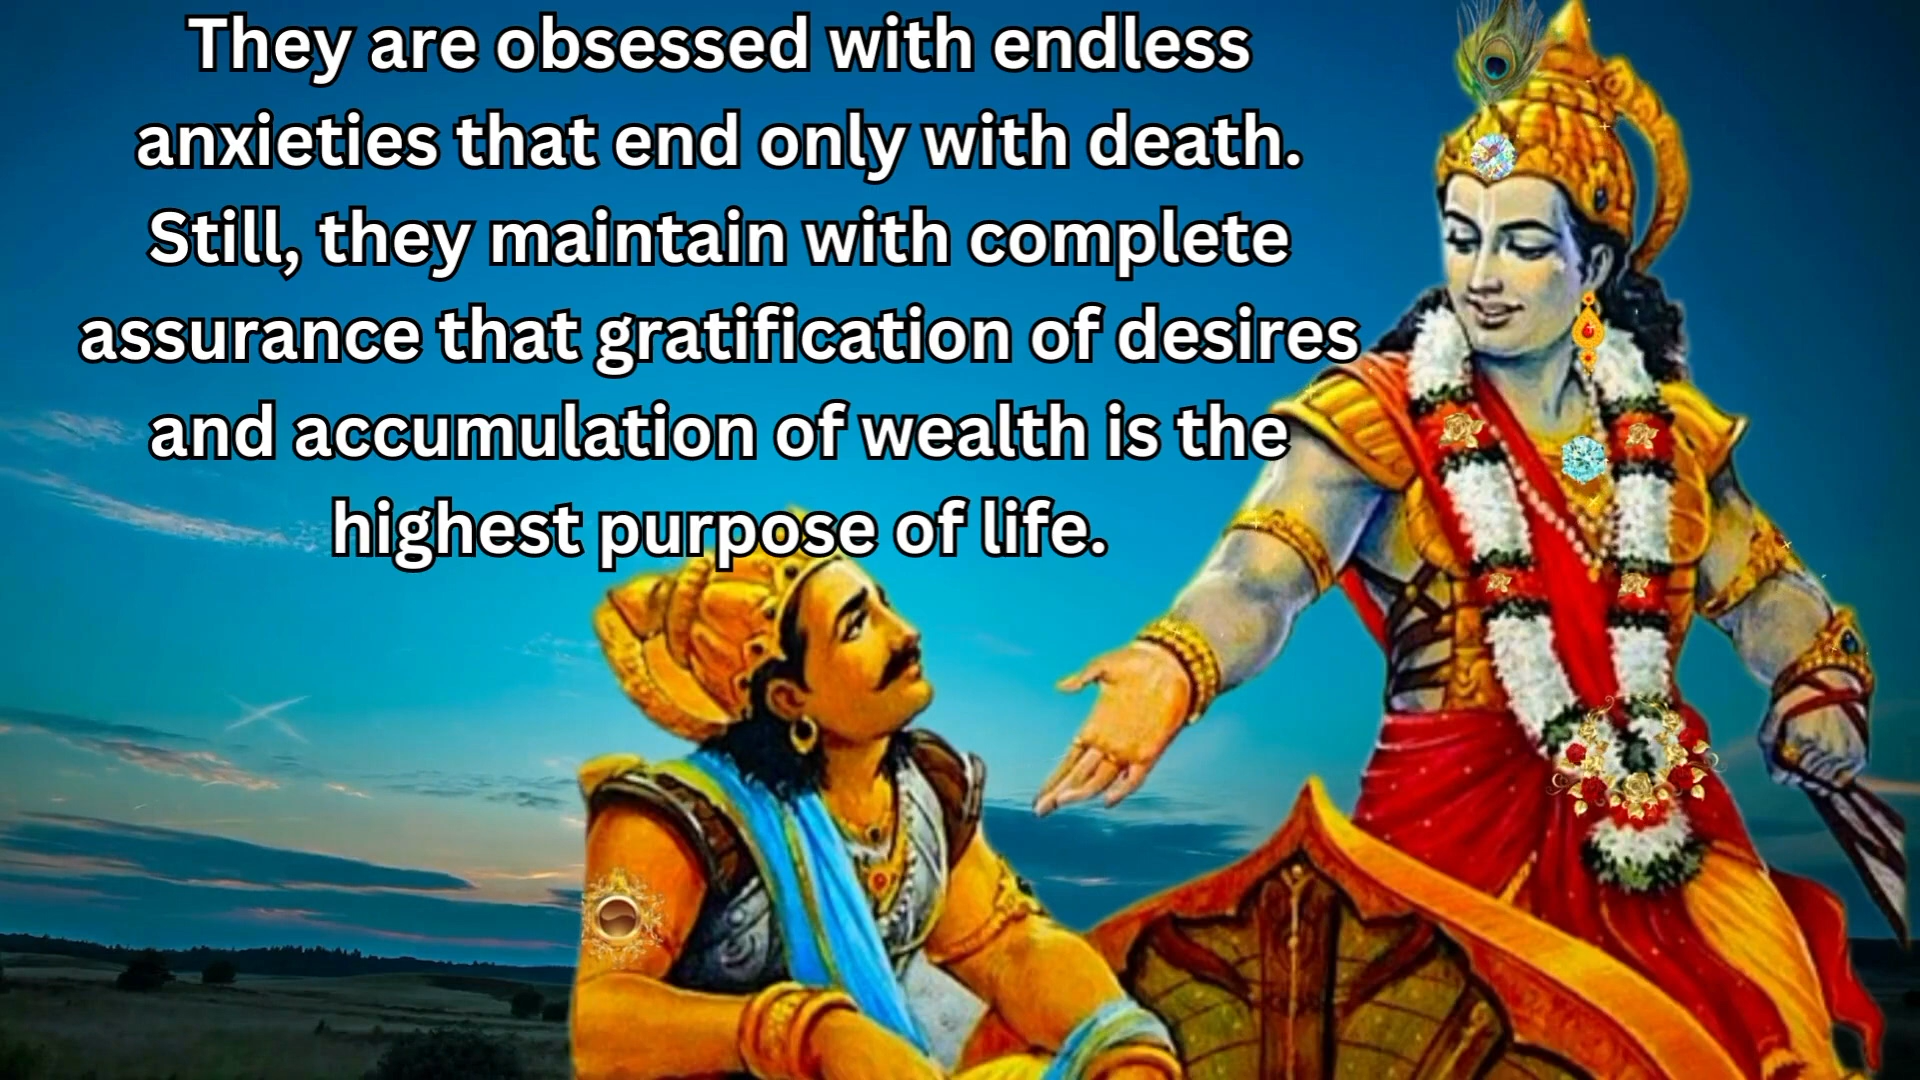 They are obsessed with endless
anxieties that end only with death.
Still, they maintain with complete
assurance that gratification of desires
and accumulation of wealth is the
highest purpose of life.